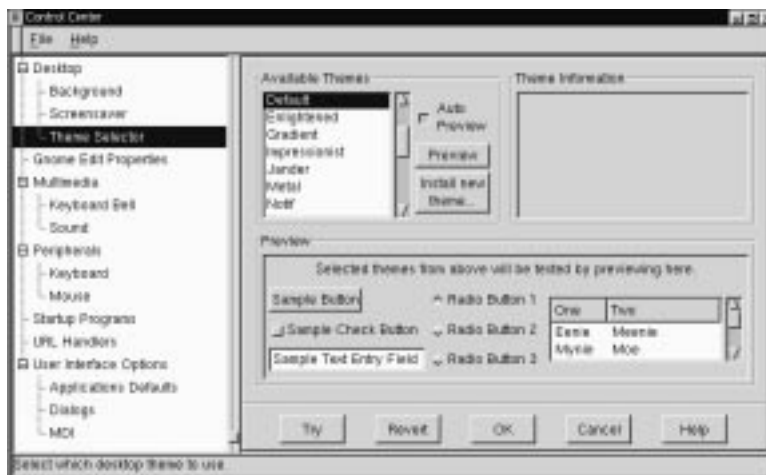 Control Center
File Help
Desktop
Background
Screensaver
Theme Selector
Gnome Edit Properties
Multimedia
Keyboard Bell
Sound
Peripherals
Keyboard
Mouse
Startup Programs
URL Handlers
User Interface Options
Applications Defaults
Dialogs
MDI
Available Themes
Default
Enlightened
Gradient
Impressionist
Jander
Metal
Notif
Auto
Preview
Preview
Install new
theme...
Theme Information
Preview
Selected themes from above will be tested by previewing here.
Sample Button
Sample Check Button
Sample Text Entry Field
Radio Button 1
Radio Button 2
Radio Button 3
One Two
Eenie Meenie
Mynie Moe
Try Revert OK Cancel Help
Select which desktop theme to use.